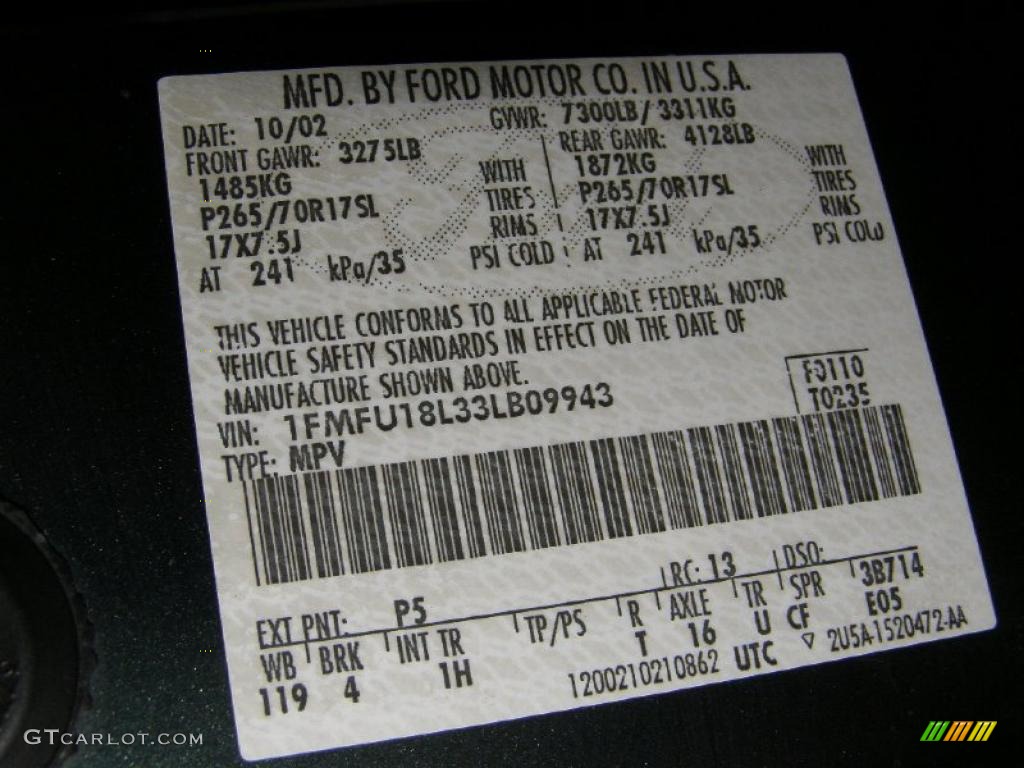 MFD. BY FORD MOTOR CO. IN U.S.A.
DATE: 10/02 GVWR: 7300LB/ 3311KG
FRONT GAWR: 3275LB REAR GAWR: 4128LB
1485KG WITH 1872KG WITH
P265/70R17SL TIRES P265/70R17SL TIRES
17X7.5J RIMS 17X7.5J RIMS
AT 241 kPa/35 PSI COLD AT 241 kPa/35 PSI COLD
THIS VEHICLE CONFORMS TO ALL APPLICABLE FEDERAL MOTOR
VEHICLE SAFETY STANDARDS IN EFFECT ON THE DATE OF
MANUFACTURE SHOWN ABOVE.
VIN: 1FMFU18L33LB09943 F0110
TYPE: MPV T0235
EXT PNT: P5 RC: 13 DSO:
WB BRK INT TR TP/PS R AXLE TR SPR 3B714
119 4 1H T 16 U CF E05
1200210210862 UTC 2U5A-1520472-AA
GTCARLOT.COM